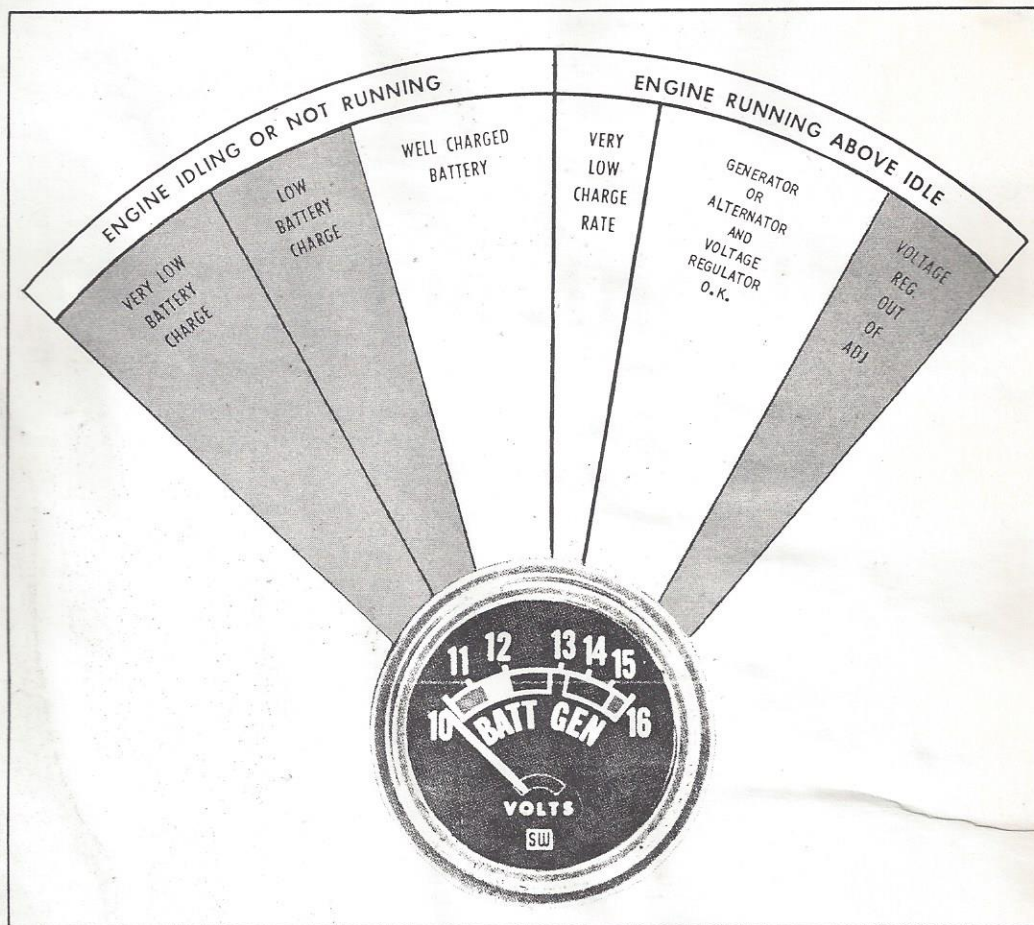 ENGINE IDLING OR NOT RUNNING
ENGINE RUNNING ABOVE IDLE
VERY LOW
BATTERY
CHARGE
LOW
BATTERY
CHARGE
WELL CHARGED
BATTERY
VERY
LOW
CHARGE
RATE
GENERATOR
OR
ALTERNATOR
AND
VOLTAGE
REGULATOR
O.K.
VOLTAGE
REG.
OUT
OF
ADJ
10 11 12 13 14 15 16
BATT GEN
VOLTS
SW